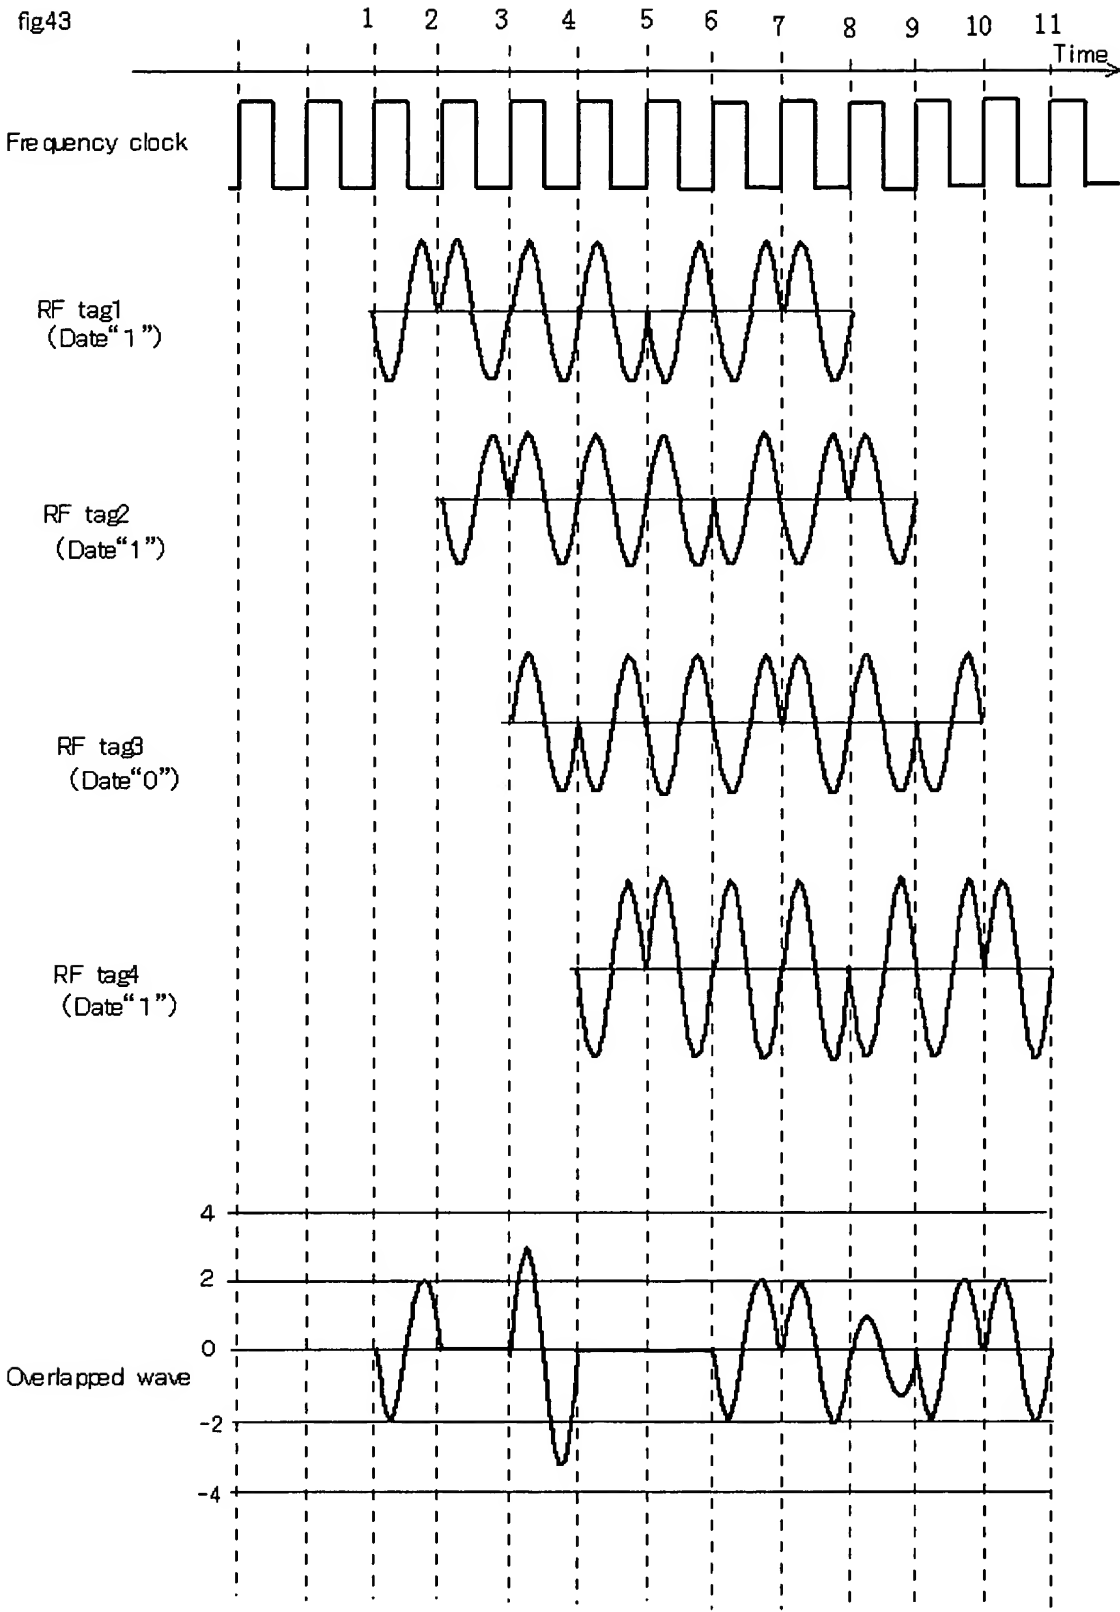 fig43
1 2 3 4 5 6 7 8 9 10 11
Time
Frequency clock
RF tag1
(Date“1”)
RF tag2
(Date“1”)
RF tag3
(Date“0”)
RF tag4
(Date“1”)
4
2
0
Overlapped wave
-2
-4